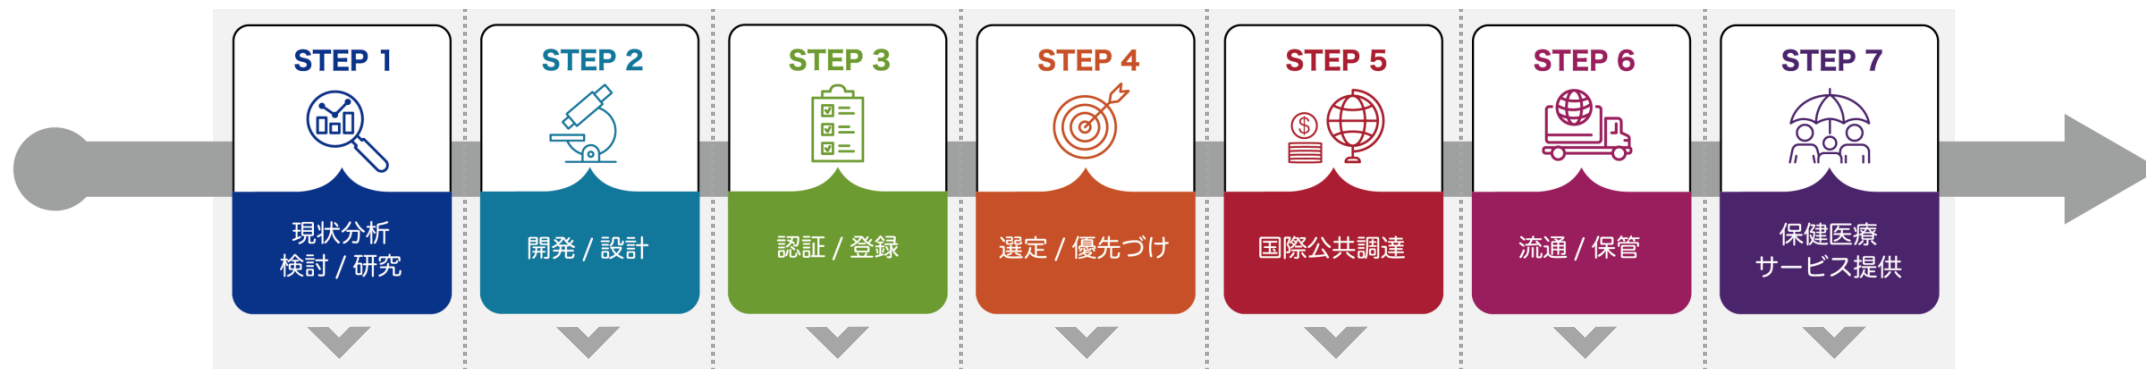 STEP 1
現状分析
検討 / 研究
STEP 2
開発 / 設計
STEP 3
認証 / 登録
STEP 4
選定 / 優先づけ
STEP 5
$
国際公共調達
STEP 6
流通 / 保管
STEP 7
保健医療
サービス提供